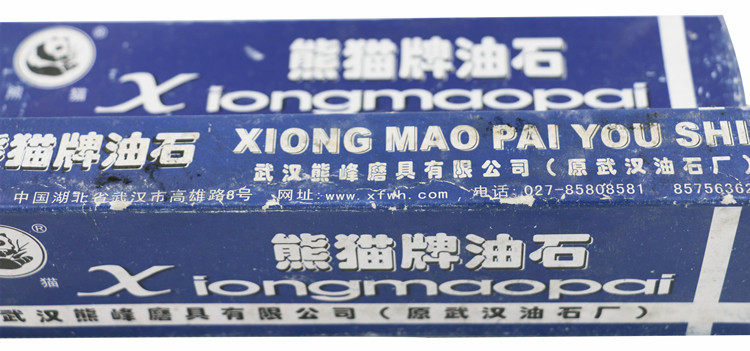 熊猫牌油石
熊 猫
Xiongmaopai
熊猫牌油石 XIONG MAO PAI YOU SHI
武汉熊峰磨具有限公司(原武汉油石厂)
中国湖北省武汉市高雄路8号 网址:www.xfwh.com 电话:027-85808581 85756362
®
熊猫牌油石
猫
Xiongmaopai
武汉熊峰磨具有限公司(原武汉油石厂)